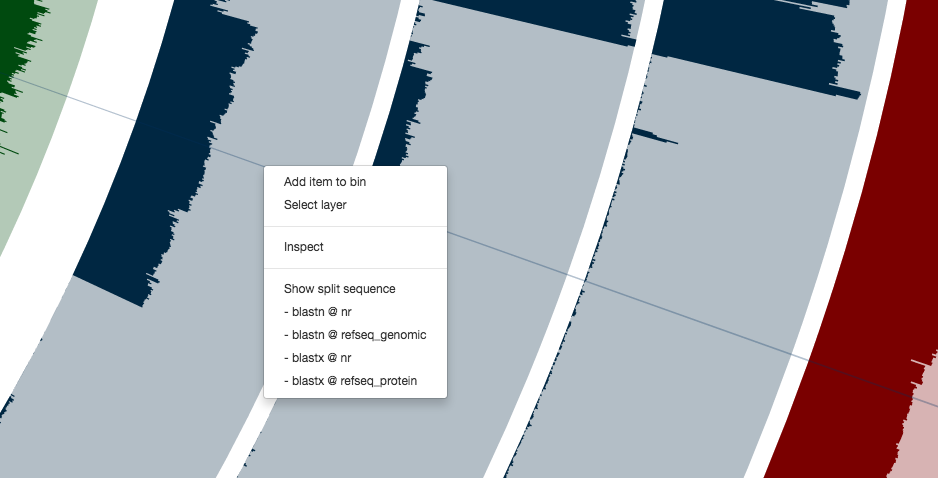 Add item to bin
Select layer
Inspect
Show split sequence
- blastn @ nr
- blastn @ refseq_genomic
- blastx @ nr
- blastx @ refseq_protein